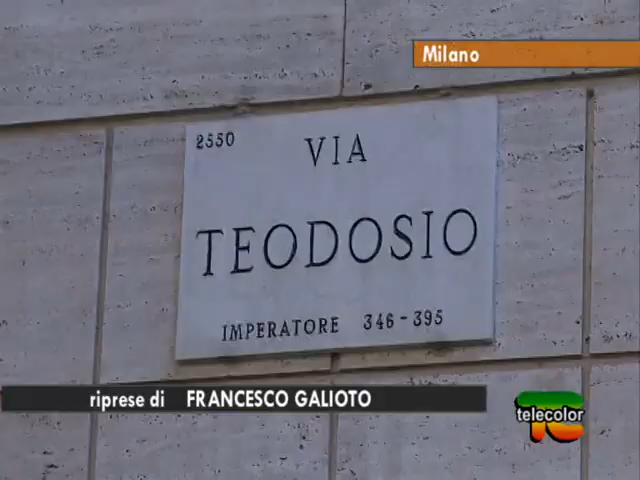 Milano
2550
VIA
TEODOSIO
IMPERATORE 346-395
riprese di FRANCESCO GALIOTO
telecolor